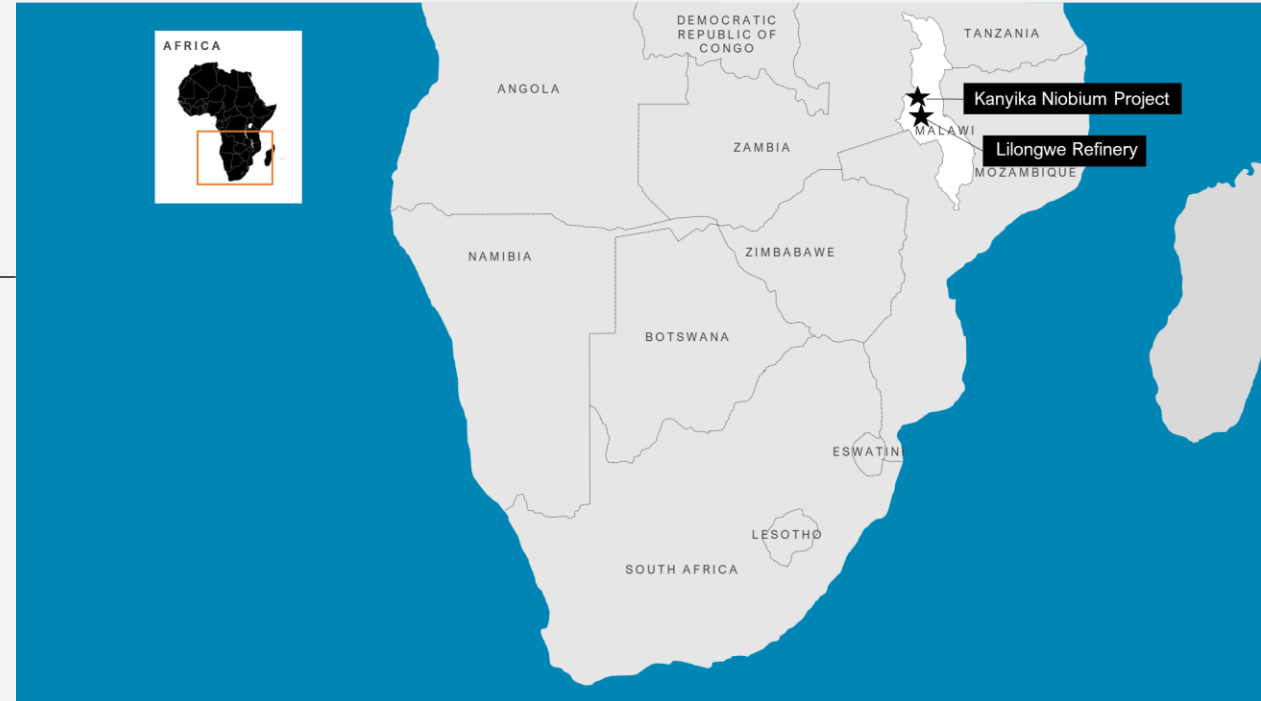 AFRICA
DEMOCRATIC
REPUBLIC OF
CONGO
TANZANIA
ANGOLA
Kanyika Niobium Project
MALAWI
ZAMBIA
Lilongwe Refinery
MOZAMBIQUE
NAMIBIA
ZIMBABAWE
BOTSWANA
ESWATINI
LESOTHO
SOUTH AFRICA